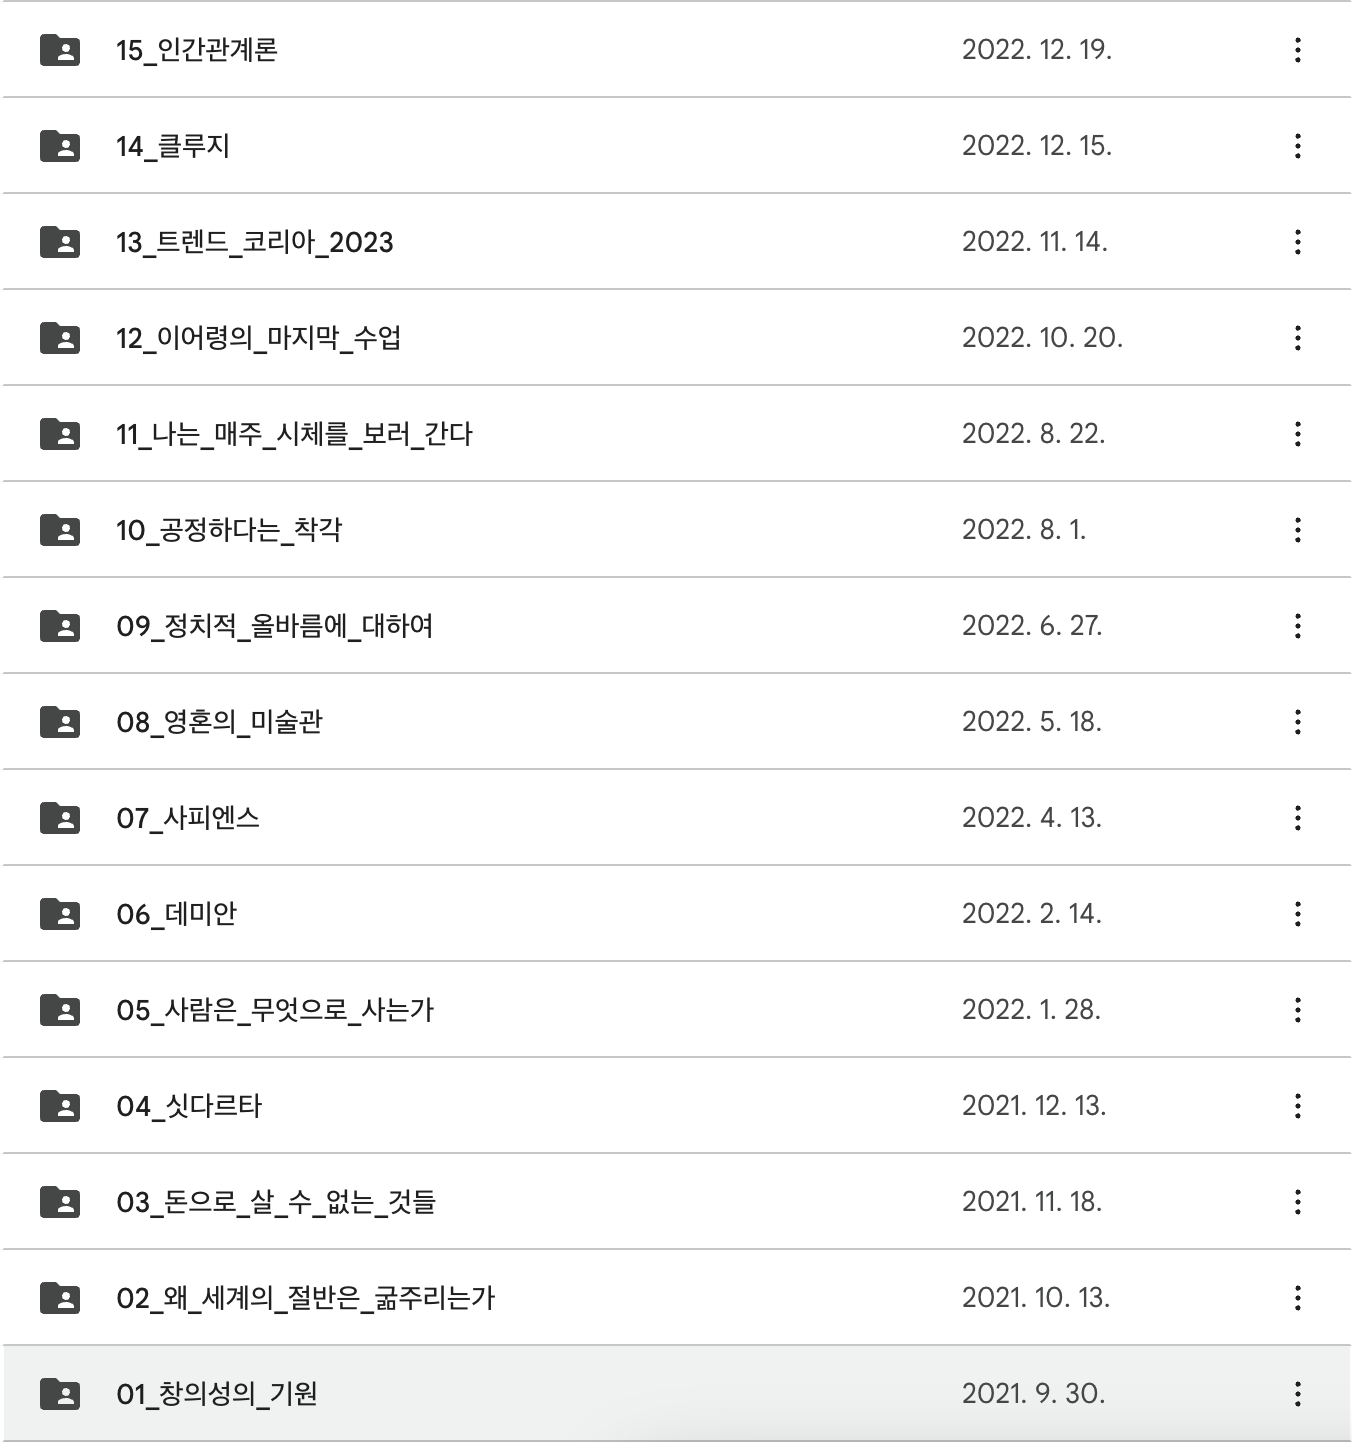 15_인간관계론 2022. 12. 19.
14_클루지 2022. 12. 15.
13_트렌드_코리아_2023 2022. 11. 14.
12_이어령의_마지막_수업 2022. 10. 20.
11_나는_매주_시체를_보러_간다 2022. 8. 22.
10_공정하다는_착각 2022. 8. 1.
09_정치적_올바름에_대하여 2022. 6. 27.
08_영혼의_미술관 2022. 5. 18.
07_사피엔스 2022. 4. 13.
06_데미안 2022. 2. 14.
05_사람은_무엇으로_사는가 2022. 1. 28.
04_싯다르타 2021. 12. 13.
03_돈으로_살_수_없는_것들 2021. 11. 18.
02_왜_세계의_절반은_굶주리는가 2021. 10. 13.
01_창의성의_기원 2021. 9. 30.